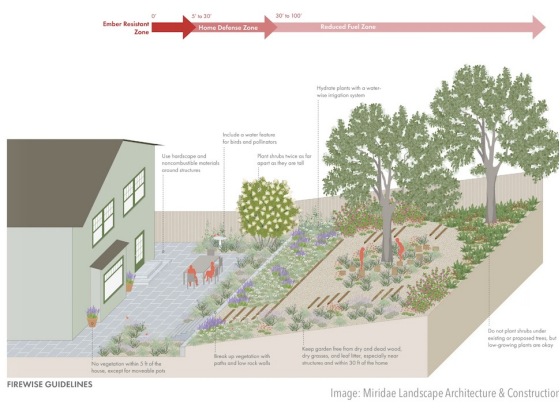 0'
5' to 30'
30' to 100'
Ember Resistant
Zone
Home Defense Zone
Reduced Fuel Zone
Hydrate plants with a water-
wise irrigation system
Include a water feature
for birds and pollinators
Use hardscape and
noncombustible materials
around structures
Plant shrubs twice as far
apart as they are tall
No vegetation within 5 ft of the
house, except for moveable pots
Break up vegetation with
paths and low rock walls
Keep garden free from dry and dead wood,
dry grasses, and leaf litter, especially near
structures and within 30 ft of the home
Do not plant shrubs under
existing or proposed trees, but
low-growing plants are okay
FIREWISE GUIDELINES
Image: Miridae Landscape Architecture & Construction